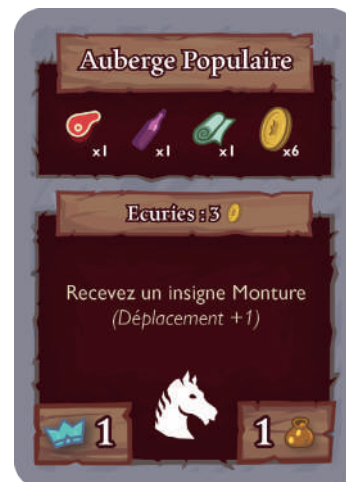 Auberge Populaire
x1 x1 x1 x6
Ecuries : 3
Recevez un insigne Monture
(Déplacement +1)
1 1